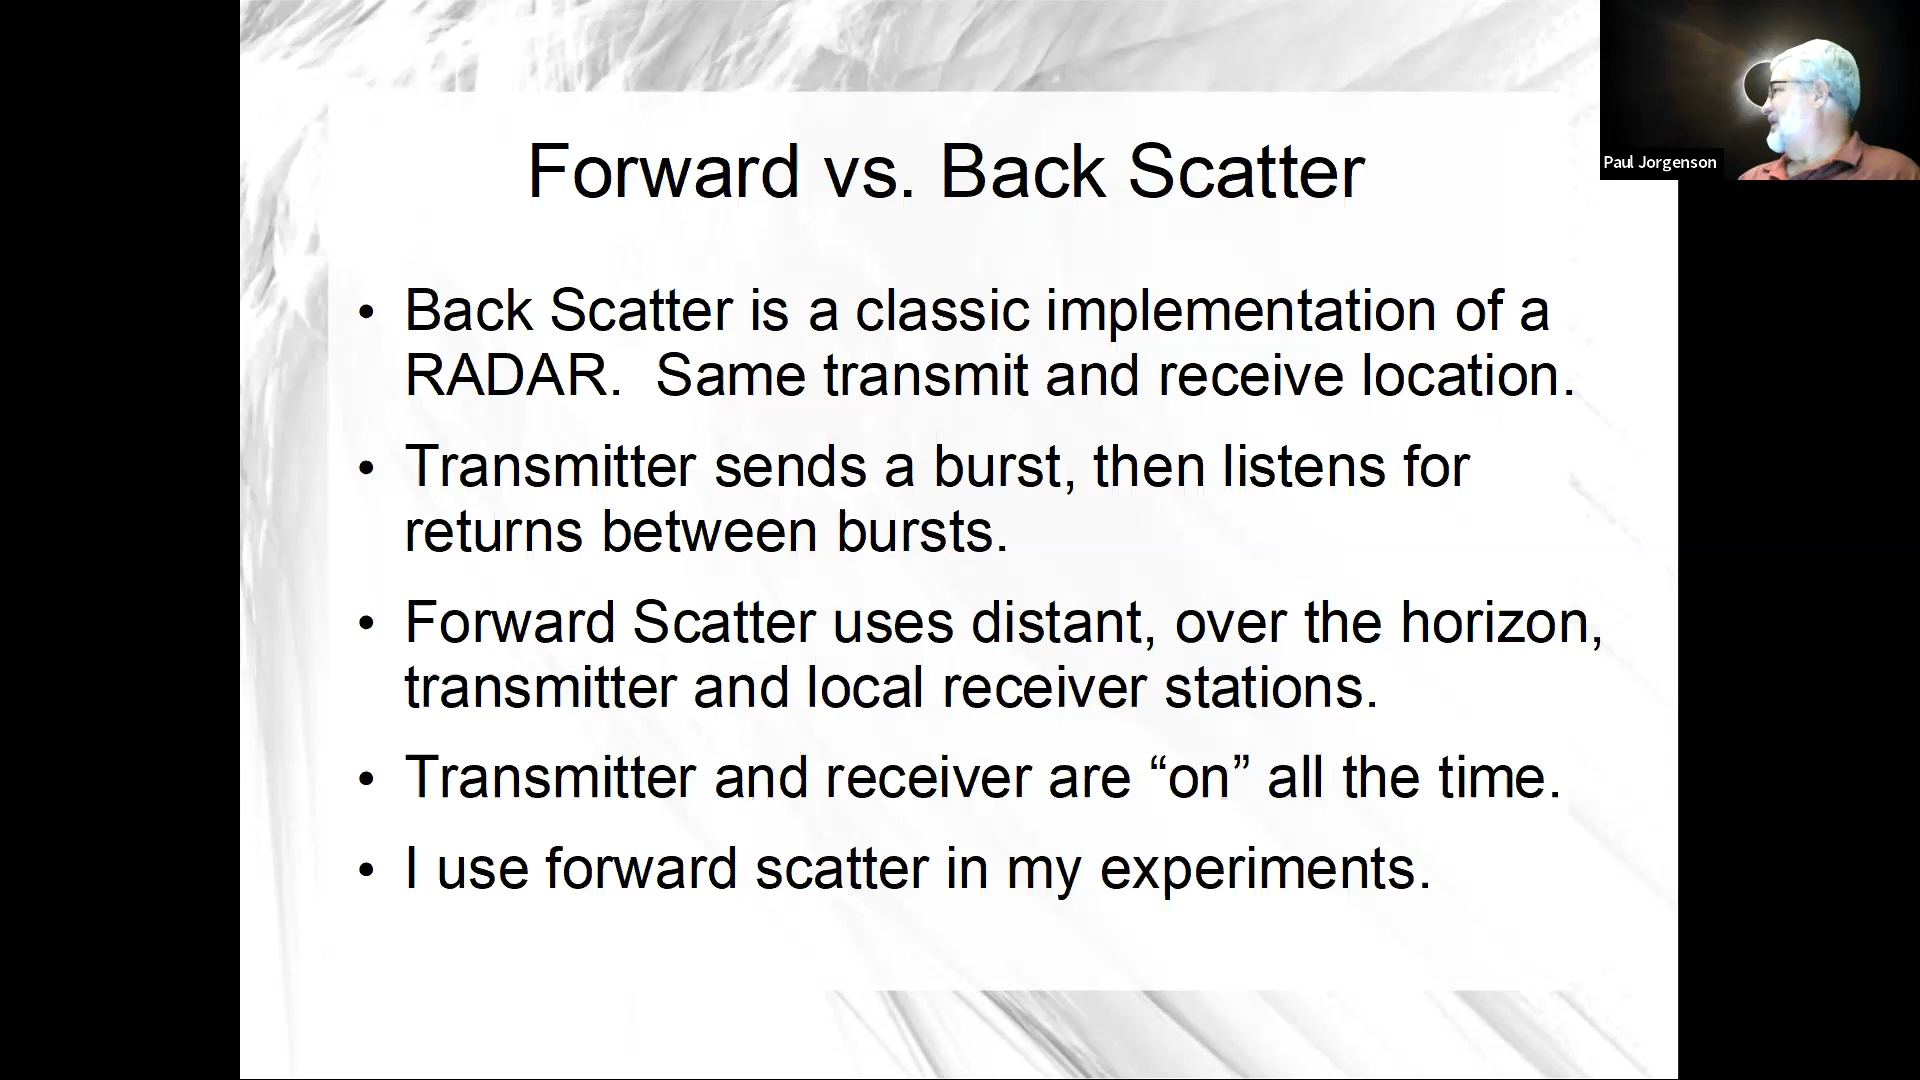 Forward vs. Back Scatter
• Back Scatter is a classic implementation of a
RADAR.  Same transmit and receive location.
• Transmitter sends a burst, then listens for
returns between bursts.
• Forward Scatter uses distant, over the horizon,
transmitter and local receiver stations.
• Transmitter and receiver are “on” all the time.
• I use forward scatter in my experiments.
Paul Jorgenson